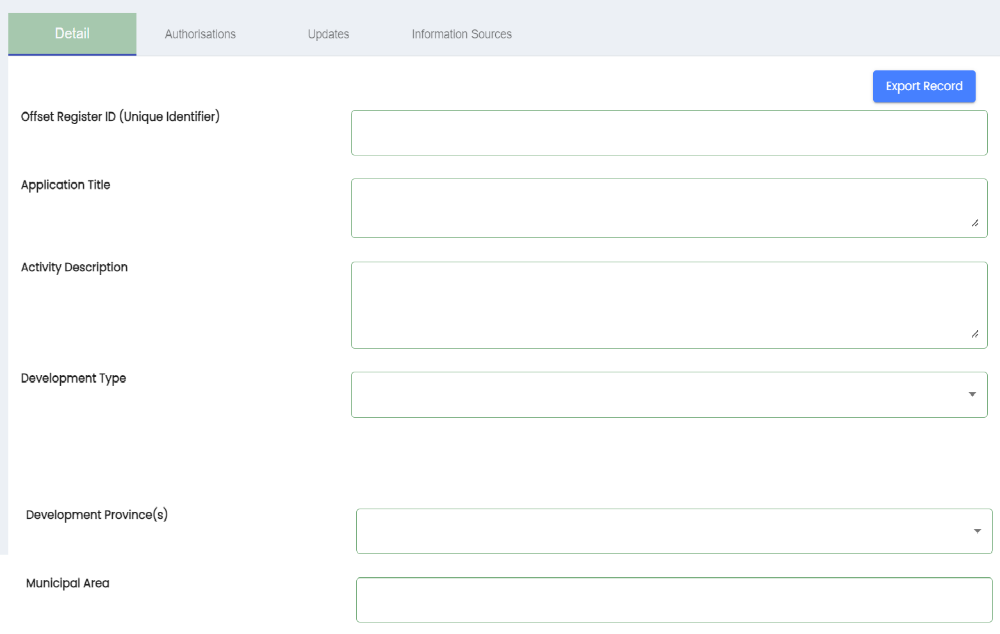 Detail
Authorisations
Updates
Information Sources
Export Record
Offset Register ID (Unique Identifier)
Application Title
Activity Description
Development Type
Development Province(s)
Municipal Area